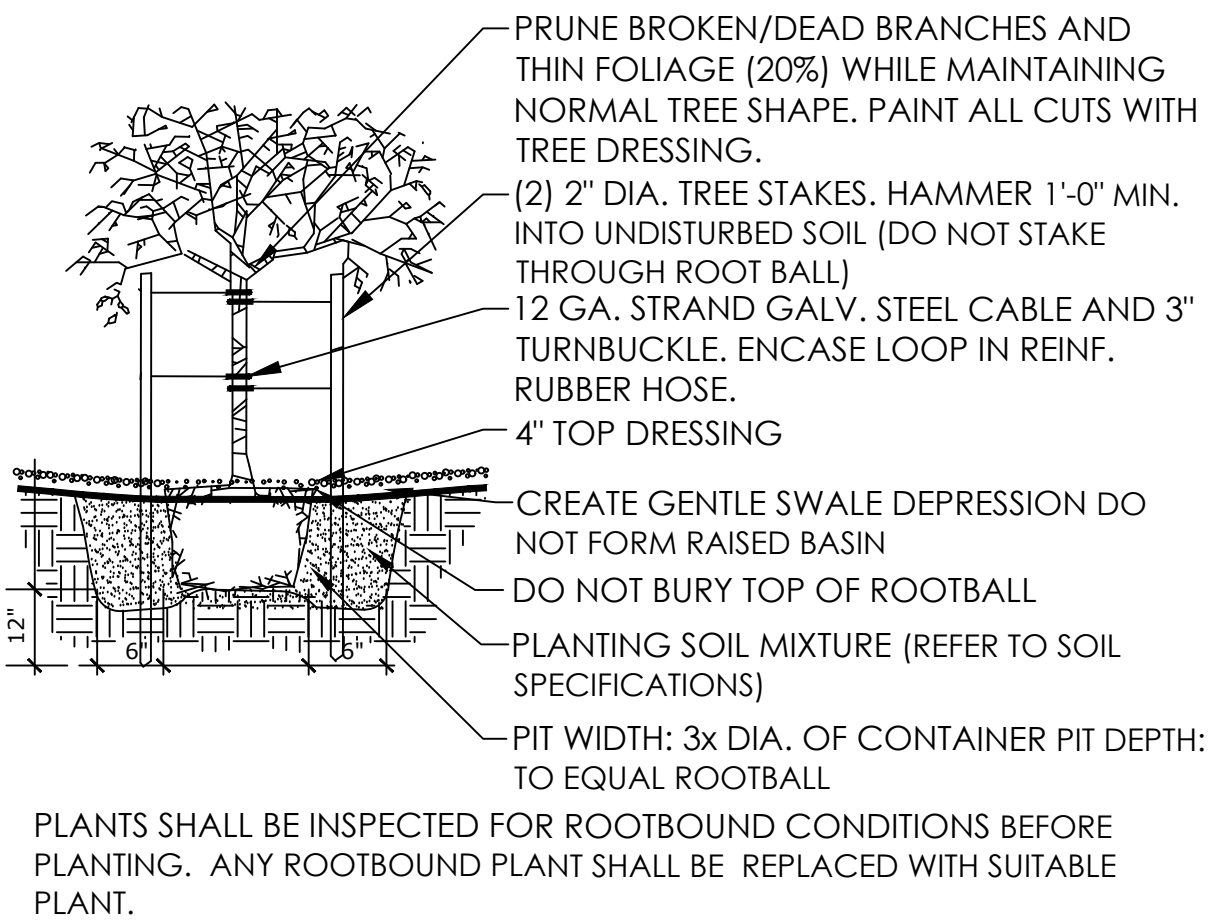 PRUNE BROKEN/DEAD BRANCHES AND
THIN FOLIAGE (20%) WHILE MAINTAINING
NORMAL TREE SHAPE. PAINT ALL CUTS WITH
TREE DRESSING.
(2) 2" DIA. TREE STAKES. HAMMER 1'-0" MIN.
INTO UNDISTURBED SOIL (DO NOT STAKE
THROUGH ROOT BALL)
12 GA. STRAND GALV. STEEL CABLE AND 3"
TURNBUCKLE. ENCASE LOOP IN REINF.
RUBBER HOSE.
4" TOP DRESSING
CREATE GENTLE SWALE DEPRESSION DO
NOT FORM RAISED BASIN
DO NOT BURY TOP OF ROOTBALL
PLANTING SOIL MIXTURE (REFER TO SOIL
SPECIFICATIONS)
PIT WIDTH: 3x DIA. OF CONTAINER PIT DEPTH:
TO EQUAL ROOTBALL
12"
6"
6"
PLANTS SHALL BE INSPECTED FOR ROOTBOUND CONDITIONS BEFORE
PLANTING. ANY ROOTBOUND PLANT SHALL BE REPLACED WITH SUITABLE
PLANT.